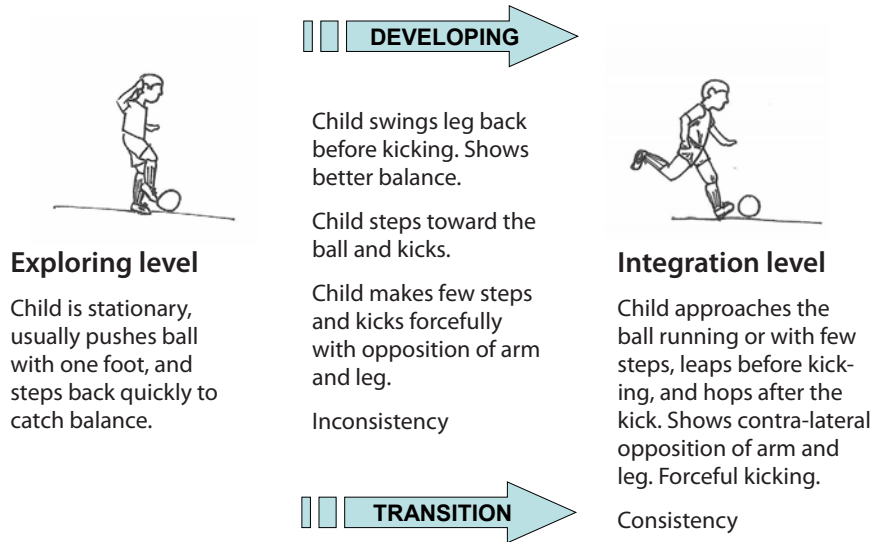 DEVELOPING
Exploring level
Child is stationary,
usually pushes ball
with one foot, and
steps back quickly to
catch balance.
Child swings leg back
before kicking. Shows
better balance.
Child steps toward the
ball and kicks.
Child makes few steps
and kicks forcefully
with opposition of arm
and leg.
Inconsistency
Integration level
Child approaches the
ball running or with few
steps, leaps before kick-
ing, and hops after the
kick. Shows contra-lateral
opposition of arm and
leg. Forceful kicking.
Consistency
TRANSITION